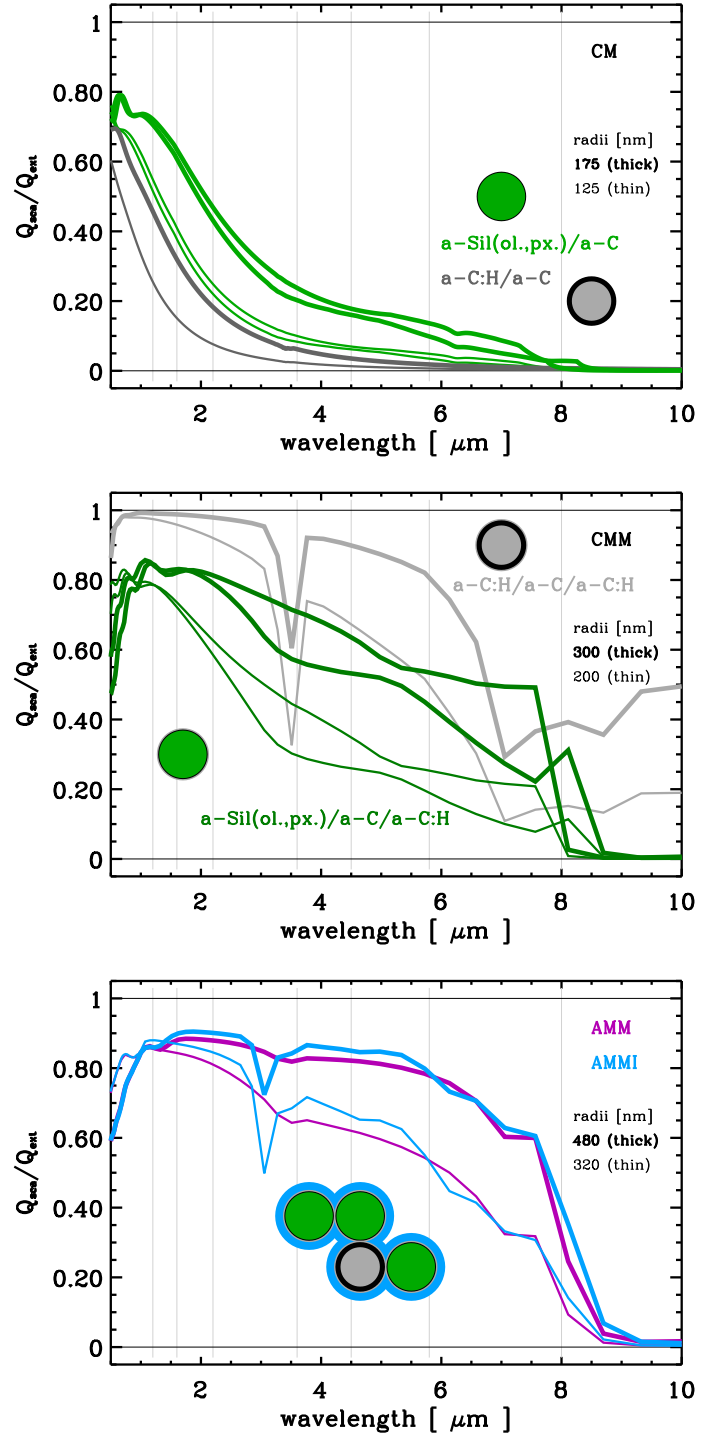 1
CM
0.80
radii [nm]
175 (thick)
125 (thin)
0.60
Q_sca/Q_ext
0.40
a-Sil(ol.,px.)/a-C
a-C:H/a-C
0.20
0
2 4 6 8 10
wavelength [ μm ]
1
CMM
0.80
a-C:H/a-C/a-C:H
radii [nm]
300 (thick)
200 (thin)
0.60
Q_sca/Q_ext
0.40
0.20
a-Sil(ol.,px.)/a-C/a-C:H
0
2 4 6 8 10
wavelength [ μm ]
1
AMM
AMMI
0.80
radii [nm]
480 (thick)
320 (thin)
0.60
Q_sca/Q_ext
0.40
0.20
0
2 4 6 8 10
wavelength [ μm ]